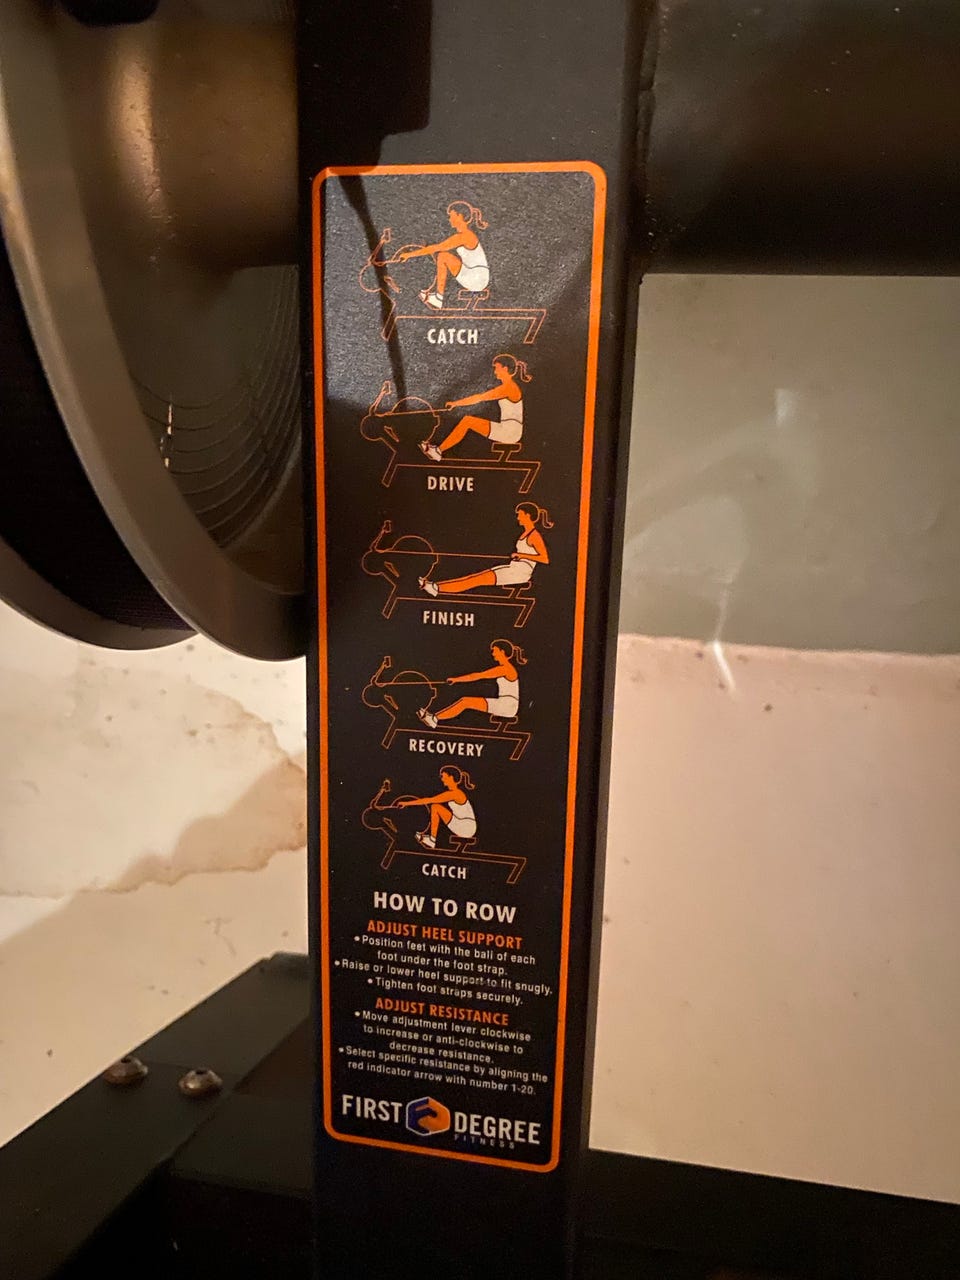 CATCH
DRIVE
FINISH
RECOVERY
CATCH
HOW TO ROW
ADJUST HEEL SUPPORT
•Position feet with the ball of each
foot under the foot strap.
•Raise or lower heel support to fit snugly.
•Tighten foot straps securely.
ADJUST RESISTANCE
•Move adjustment lever clockwise
to increase or anti-clockwise to
decrease resistance.
•Select specific resistance by aligning the
red indicator arrow with number 1-20.
FIRST DEGREE
FITNESS